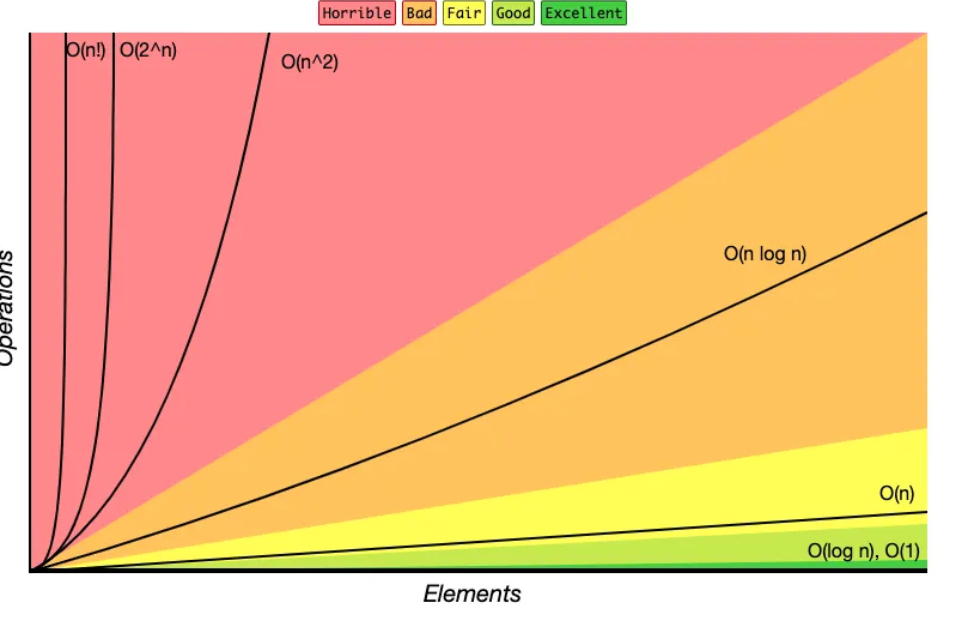 Horrible Bad Fair Good Excellent
O(n!) O(2^n)
O(n^2)
O(n log n)
Operations
O(n)
O(log n), O(1)
Elements